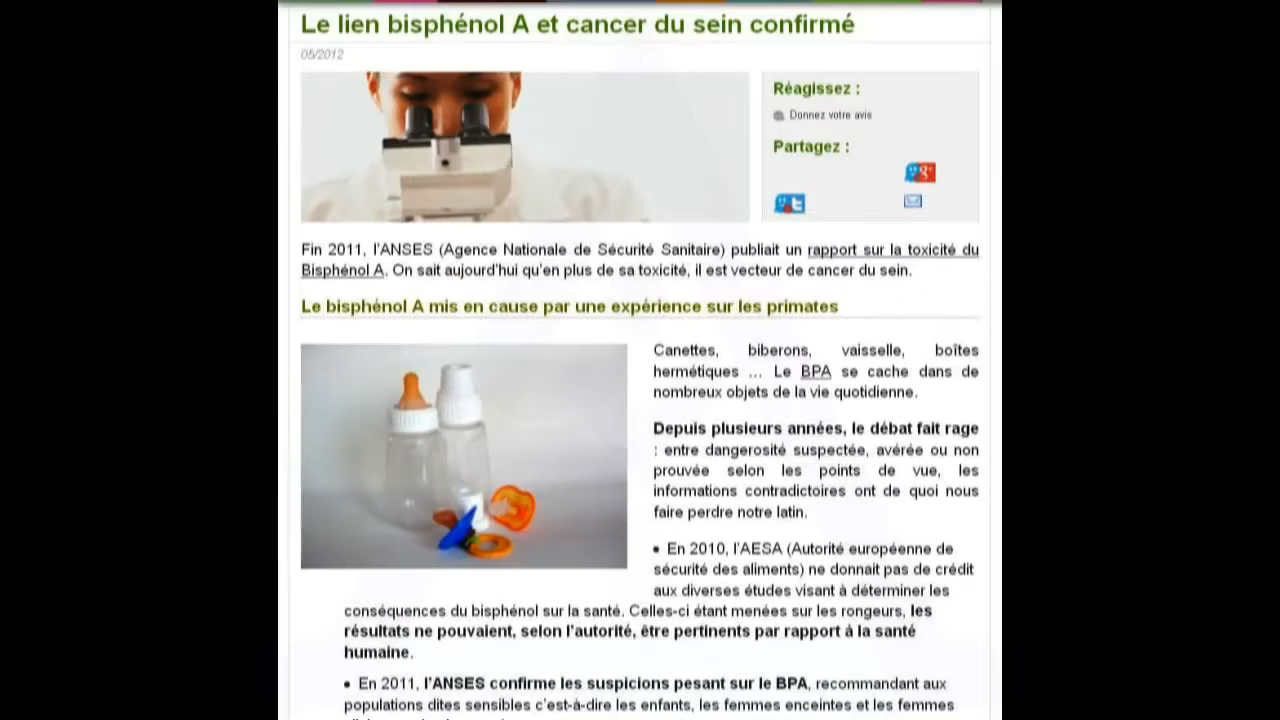 Le lien bisphénol A et cancer du sein confirmé
05/2012
Réagissez :
Donnez votre avis
Partagez :
Fin 2011, l'ANSES (Agence Nationale de Sécurité Sanitaire) publiait un rapport sur la toxicité du
Bisphénol A. On sait aujourd'hui qu'en plus de sa toxicité, il est vecteur de cancer du sein.
Le bisphénol A mis en cause par une expérience sur les primates
Canettes, biberons, vaisselle, boîtes
hermétiques ... Le BPA se cache dans de
nombreux objets de la vie quotidienne.
Depuis plusieurs années, le débat fait rage
: entre dangerosité suspectée, avérée ou non
prouvée selon les points de vue, les
informations contradictoires ont de quoi nous
faire perdre notre latin.
• En 2010, l'AESA (Autorité européenne de
sécurité des aliments) ne donnait pas de crédit
aux diverses études visant à déterminer les
conséquences du bisphénol sur la santé. Celles-ci étant menées sur les rongeurs, les
résultats ne pouvaient, selon l'autorité, être pertinents par rapport à la santé
humaine.
• En 2011, l'ANSES confirme les suspicions pesant sur le BPA, recommandant aux
populations dites sensibles c'est-à-dire les enfants, les femmes enceintes et les femmes